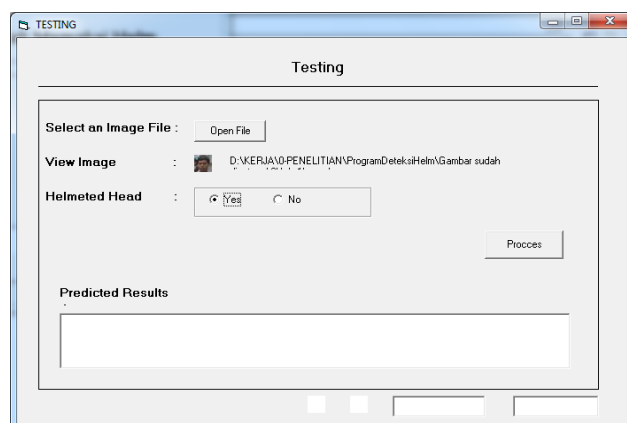 TESTING
Testing
Select an Image File :
Open File
View Image :
D:\KERJA\0-PENELITIAN\ProgramDeteksiHelm\Gambar sudah
Helmeted Head :
Yes No
Procces
Predicted Results